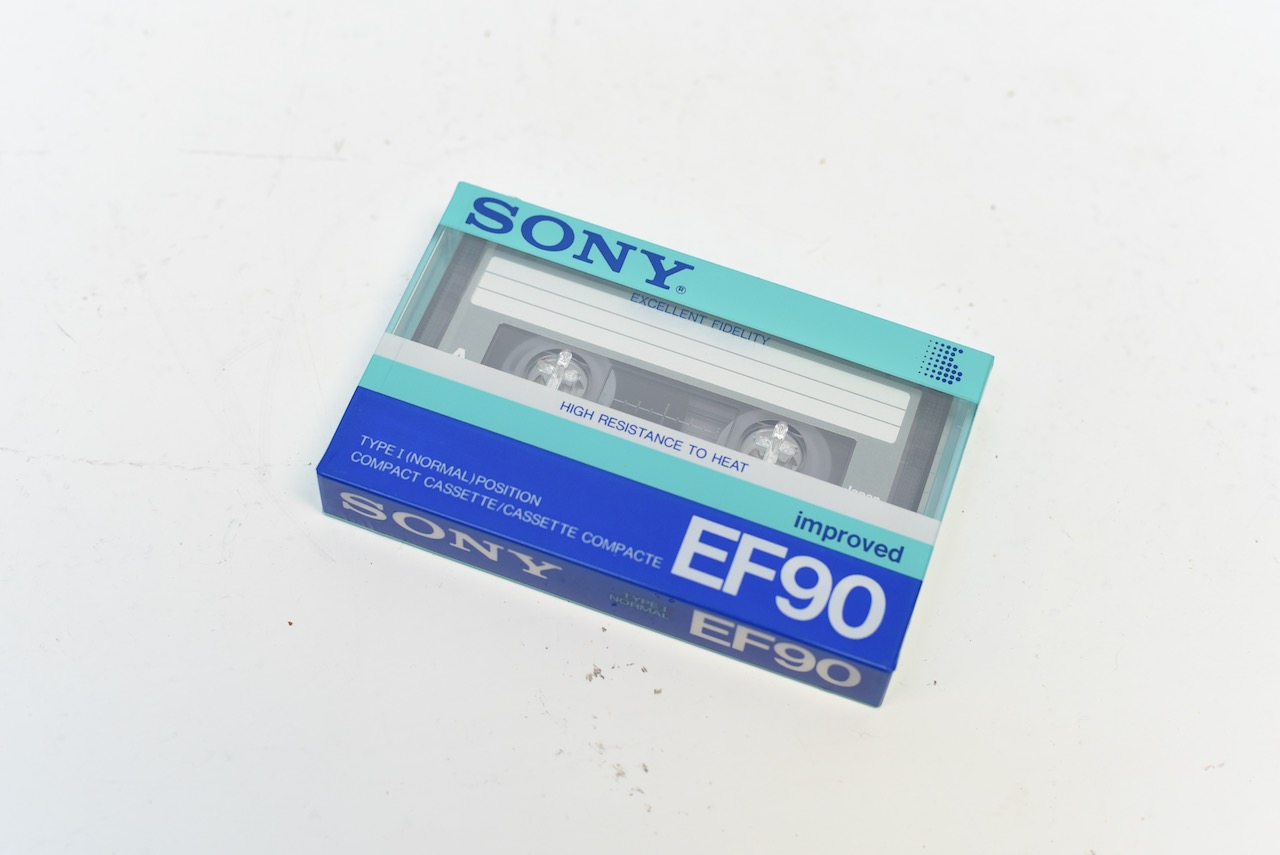 SONY®
EXCELLENT FIDELITY
A
HIGH RESISTANCE TO HEAT
Japan
improved
TYPE I (NORMAL) POSITION
COMPACT CASSETTE/CASSETTE COMPACTE
EF90
SONY
TYPE I
NORMAL
EF90